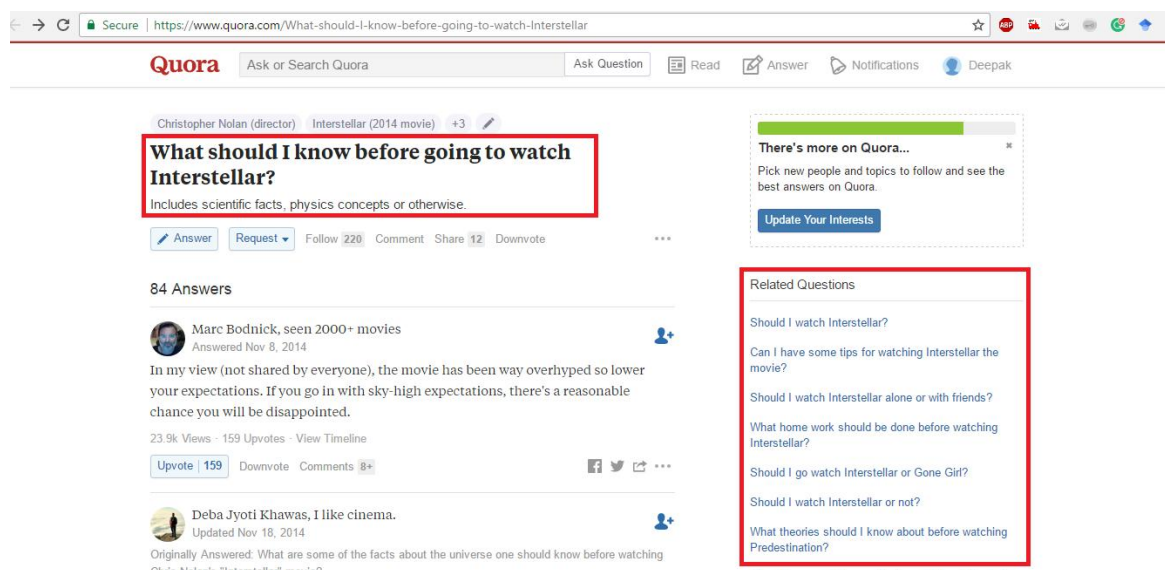 Secure | https://www.quora.com/What-should-I-know-before-going-to-watch-Interstellar
ABP
Quora
Ask or Search Quora
Ask Question
Read
Answer
Notifications
Deepak
Christopher Nolan (director) Interstellar (2014 movie) +3
What should I know before going to watch
Interstellar?
Includes scientific facts, physics concepts or otherwise.
Answer Request Follow 220 Comment Share 12 Downvote
84 Answers
Marc Bodnick, seen 2000+ movies
Answered Nov 8, 2014
In my view (not shared by everyone), the movie has been way overhyped so lower
your expectations. If you go in with sky-high expectations, there's a reasonable
chance you will be disappointed.
23.9k Views · 159 Upvotes · View Timeline
Upvote | 159 Downvote Comments 8+
Deba Jyoti Khawas, I like cinema.
Updated Nov 18, 2014
Originally Answered: What are some of the facts about the universe one should know before watching
There's more on Quora...
Pick new people and topics to follow and see the
best answers on Quora.
Update Your Interests
Related Questions
Should I watch Interstellar?
Can I have some tips for watching Interstellar the
movie?
Should I watch Interstellar alone or with friends?
What home work should be done before watching
Interstellar?
Should I go watch Interstellar or Gone Girl?
Should I watch Interstellar or not?
What theories should I know about before watching
Predestination?